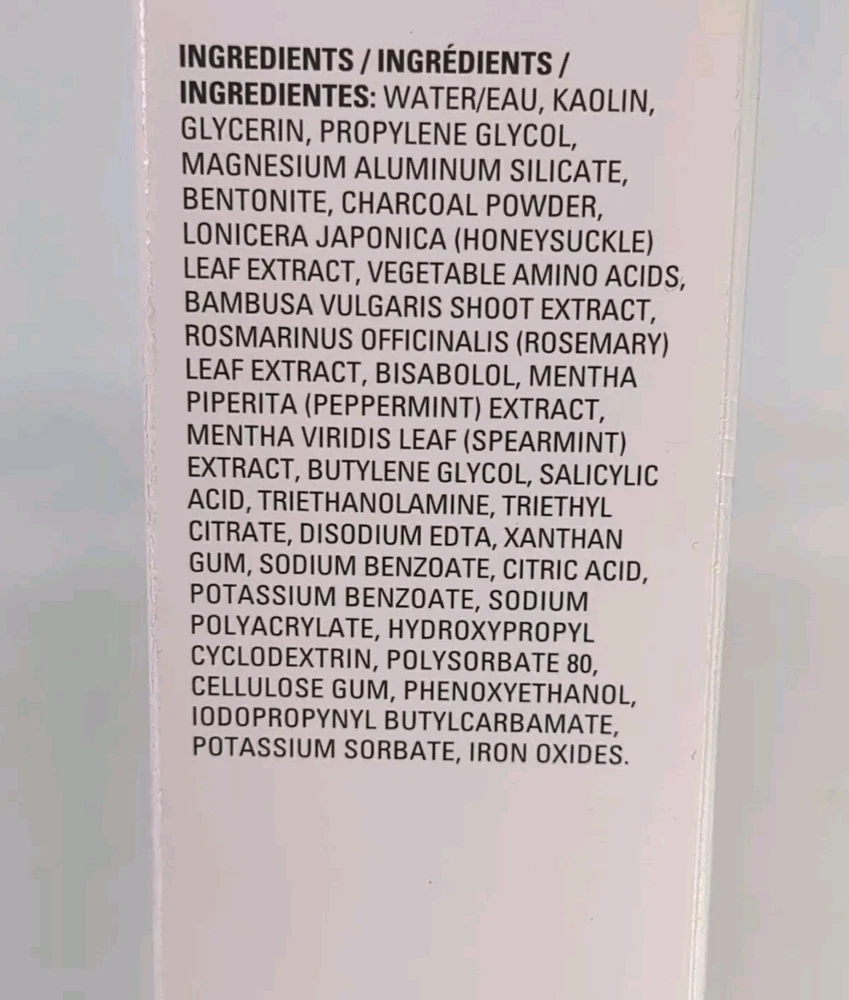 INGREDIENTS / INGRÉDIENTS /
INGREDIENTES: WATER/EAU, KAOLIN,
GLYCERIN, PROPYLENE GLYCOL,
MAGNESIUM ALUMINUM SILICATE,
BENTONITE, CHARCOAL POWDER,
LONICERA JAPONICA (HONEYSUCKLE)
LEAF EXTRACT, VEGETABLE AMINO ACIDS,
BAMBUSA VULGARIS SHOOT EXTRACT,
ROSMARINUS OFFICINALIS (ROSEMARY)
LEAF EXTRACT, BISABOLOL, MENTHA
PIPERITA (PEPPERMINT) EXTRACT,
MENTHA VIRIDIS LEAF (SPEARMINT)
EXTRACT, BUTYLENE GLYCOL, SALICYLIC
ACID, TRIETHANOLAMINE, TRIETHYL
CITRATE, DISODIUM EDTA, XANTHAN
GUM, SODIUM BENZOATE, CITRIC ACID,
POTASSIUM BENZOATE, SODIUM
POLYACRYLATE, HYDROXYPROPYL
CYCLODEXTRIN, POLYSORBATE 80,
CELLULOSE GUM, PHENOXYETHANOL,
IODOPROPYNYL BUTYLCARBAMATE,
POTASSIUM SORBATE, IRON OXIDES.